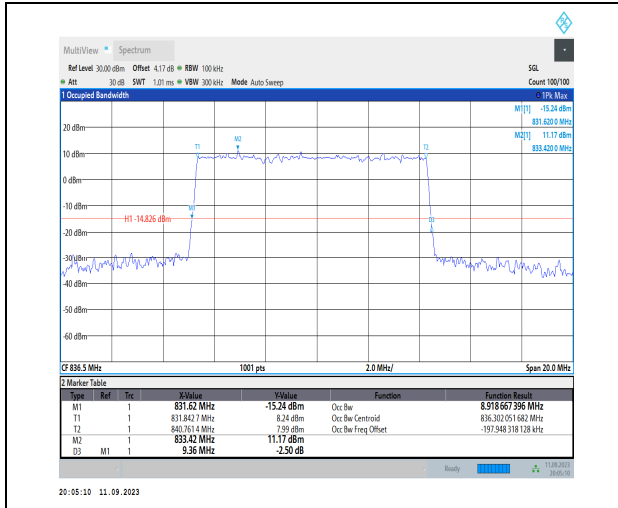 MultiView Spectrum
Ref Level 30.00 dBm Offset 4.17 dB RBW 100 kHz SGL
Att 30 dB SWT 1.01 ms VBW 300 kHz Mode Auto Sweep Count 100/100
1 Occupied Bandwidth 1Pk Max
M1[1] -15.24 dBm
831.620 0 MHz
M2[1] 11.17 dBm
833.420 0 MHz
20 dBm
M2
T1 T2
10 dBm
0 dBm
-10 dBm
M1
H1 -14.826 dBm
-20 dBm
-30 dBm
-40 dBm
-50 dBm
-60 dBm
CF 836.5 MHz 1001 pts 2.0 MHz/ Span 20.0 MHz
2 Marker Table
Type Ref Trc X-Value Y-Value Function Function Result
M1 1 831.62 MHz -15.24 dBm Occ Bw 8.918 667 396 MHz
T1 1 831.842 7 MHz 8.24 dBm Occ Bw Centroid 836.302 051 682 MHz
T2 1 840.761 4 MHz 7.99 dBm Occ Bw Freq Offset -197.948 318 128 kHz
M2 1 833.42 MHz 11.17 dBm
D3 M1 1 9.36 MHz -2.50 dB
Ready 11.09.2023
20:05:10
20:05:10 11.09.2023